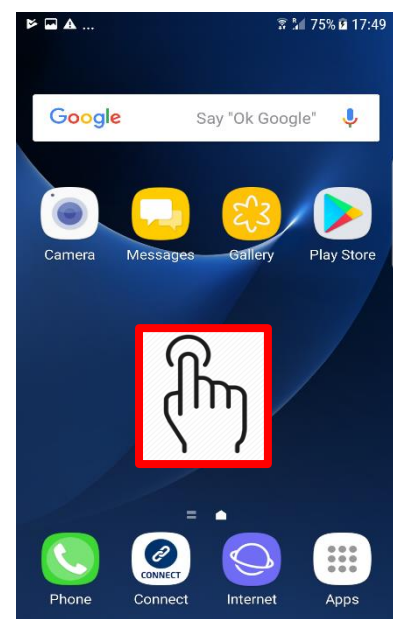 ... 75% 17:49
Google Say "Ok Google"
Camera Messages Gallery Play Store
CONNECT
Phone Connect Internet Apps